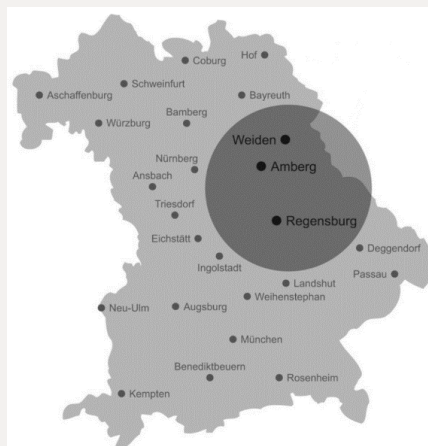 Hof
Coburg
Schweinfurt
Aschaffenburg
Bayreuth
Würzburg
Bamberg
Weiden
Nürnberg
Amberg
Ansbach
Triesdorf
Regensburg
Eichstätt
Deggendorf
Ingolstadt
Passau
Landshut
Weihenstephan
Neu-Ulm
Augsburg
München
Benediktbeuern
Rosenheim
Kempten